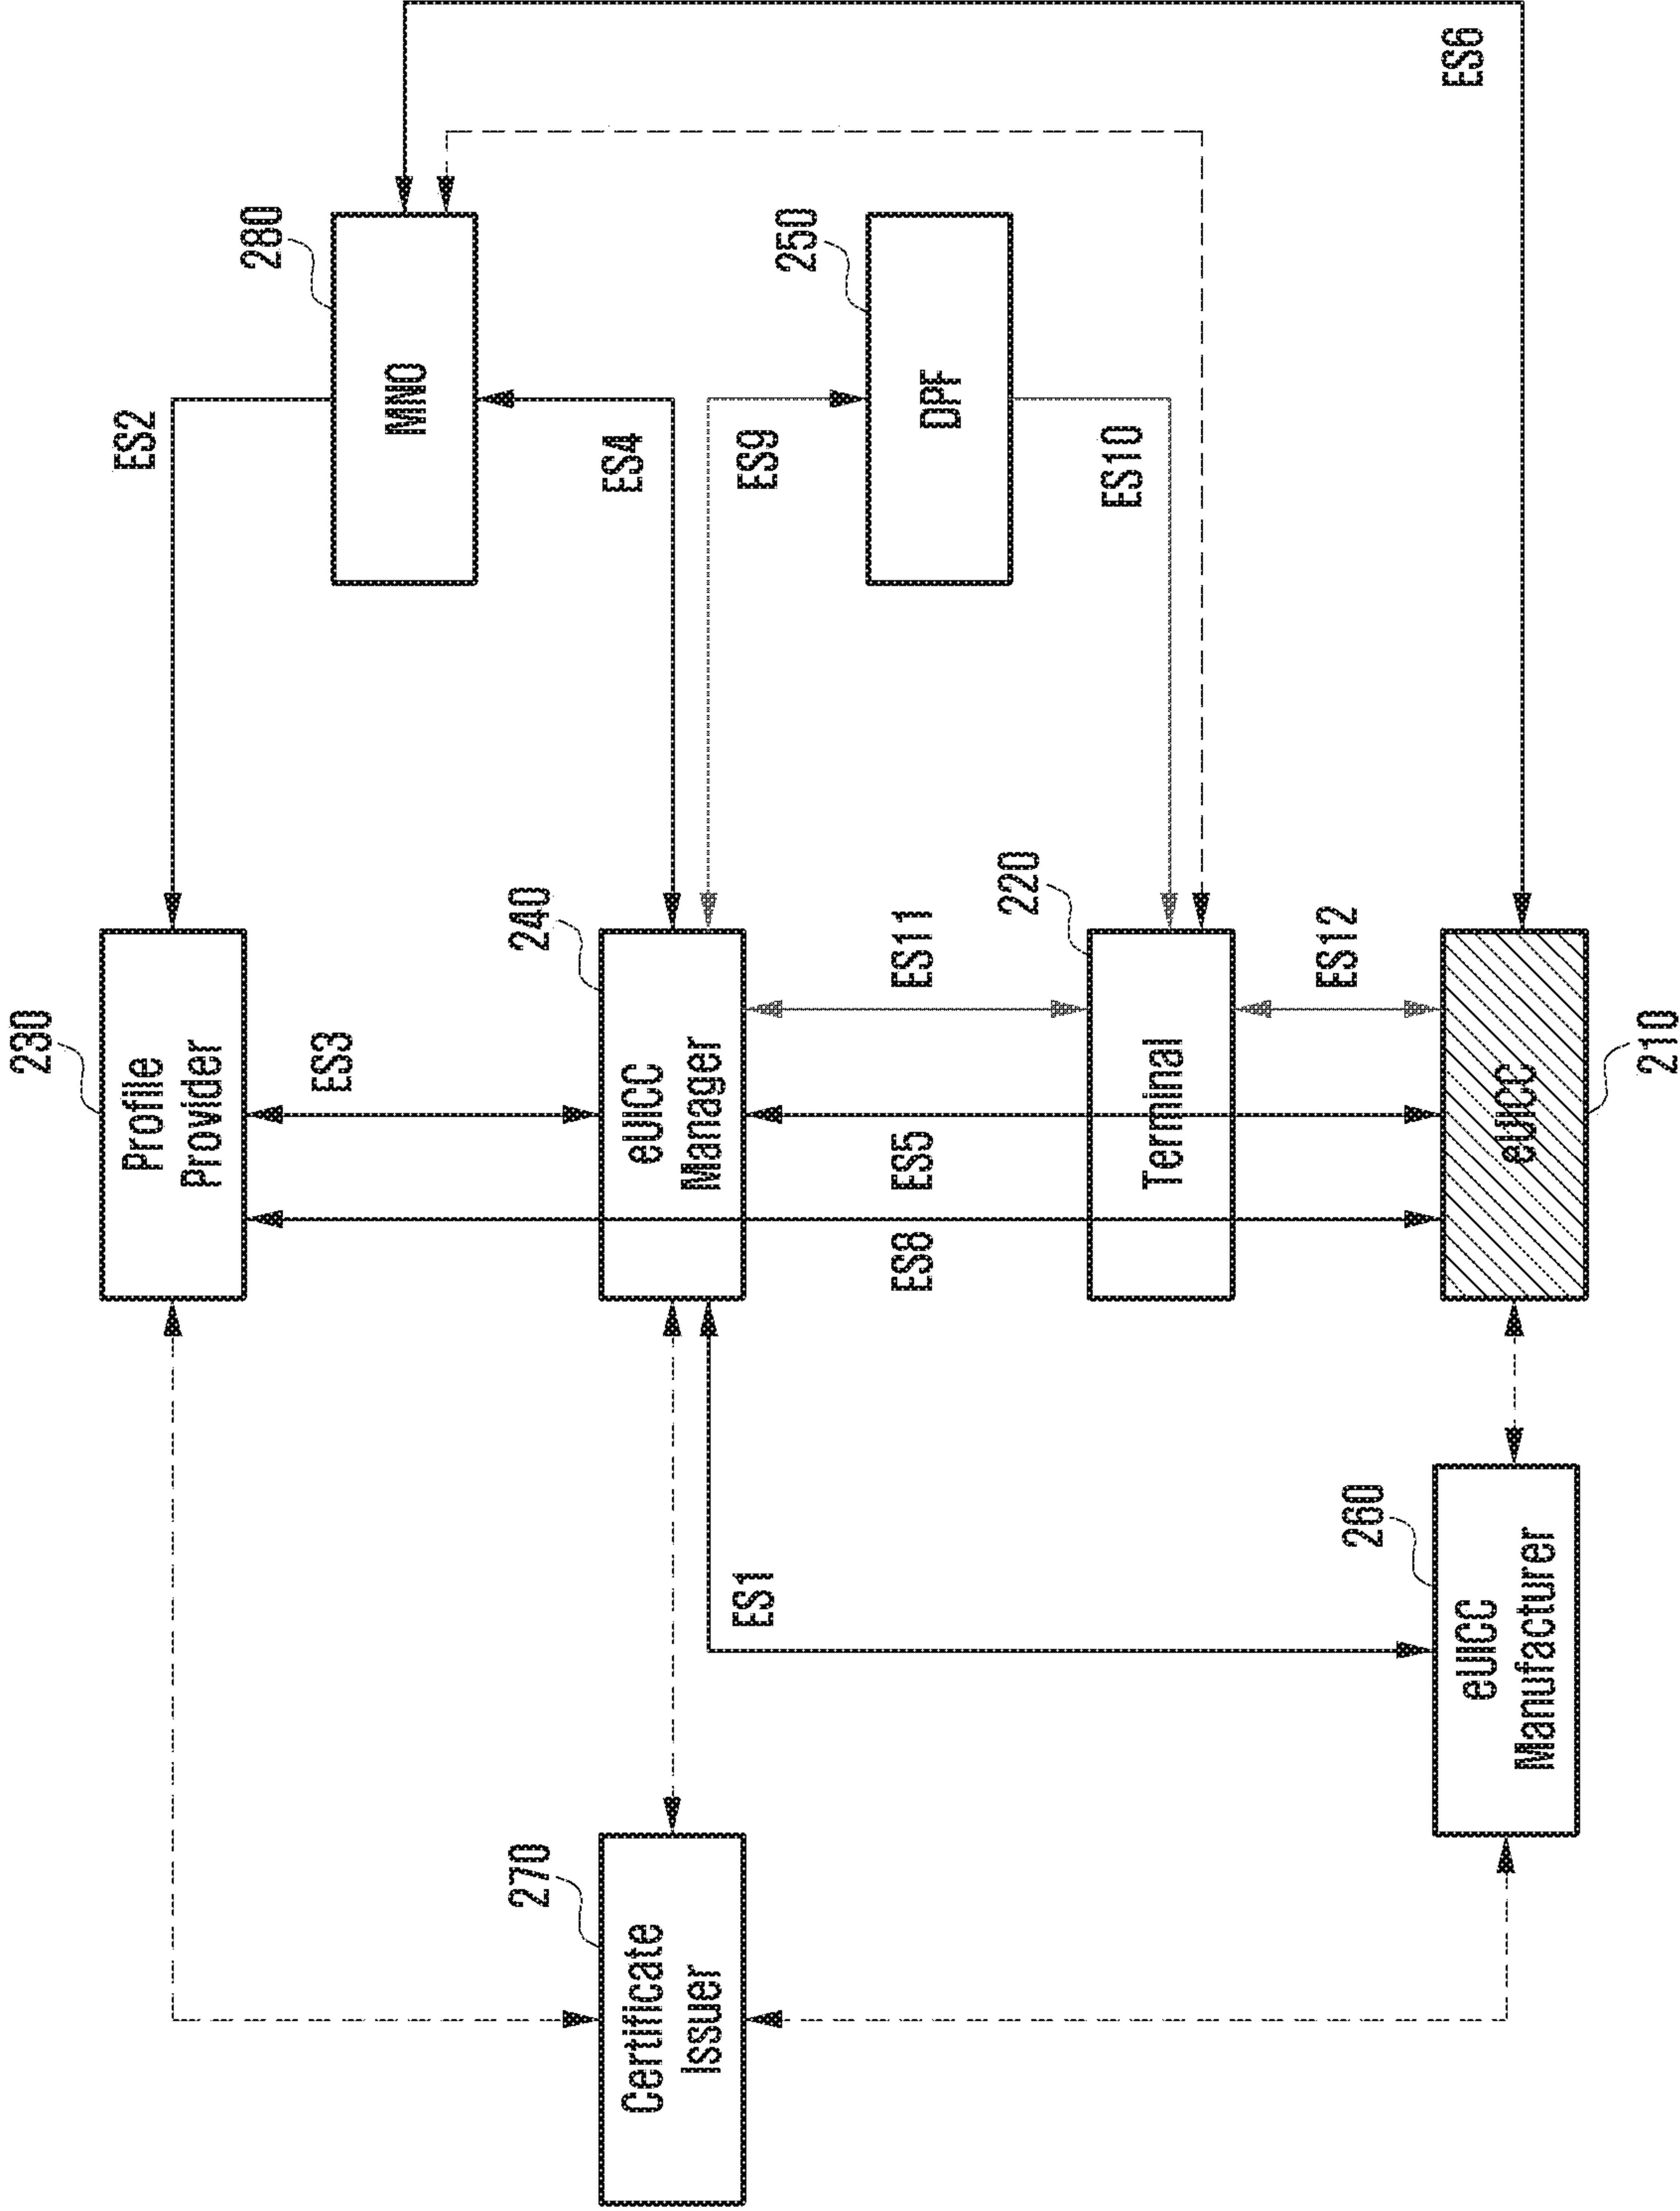 230
ES2
Profile
Provider
280
ES3
MNO
270
240
ES4
Certificate
Issuer
eUICC
Manager
ES1
ES9
250
ES8
ES5
ES11
DPF
220
ES10
Terminal
ES12
260
ES6
eUICC
Manufacturer
eUICC
210